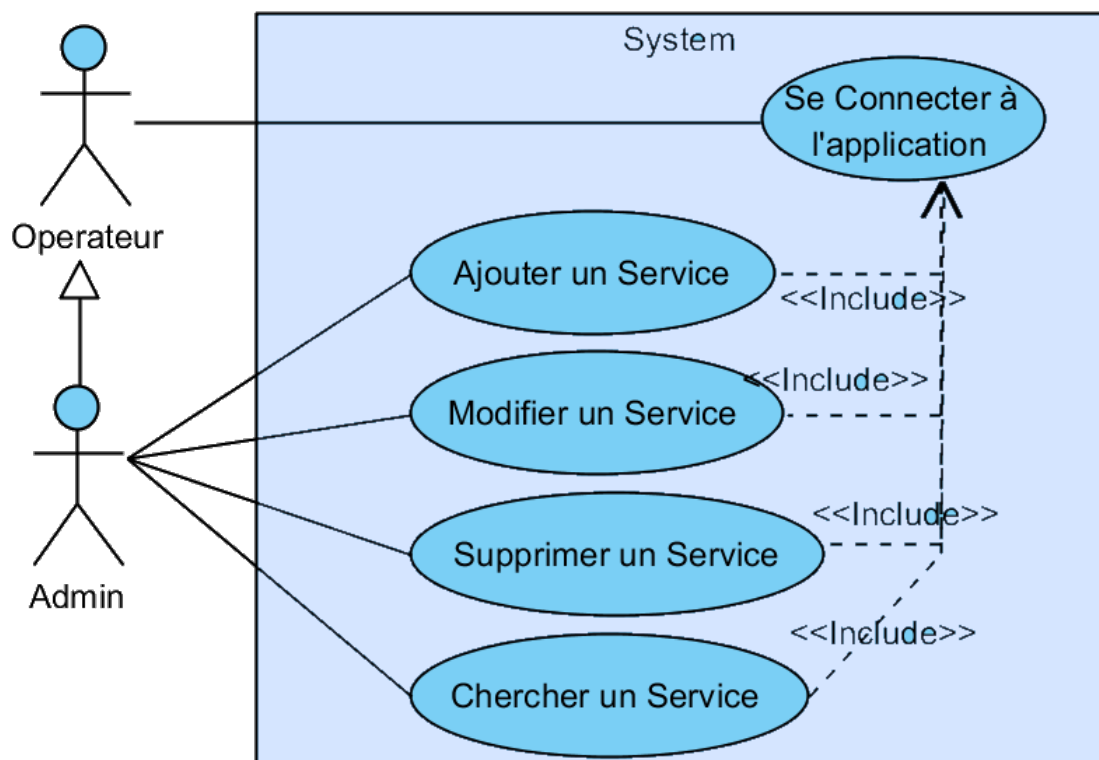 System
Se Connecter à
l'application
Operateur
Ajouter un Service
<<Include>>
<<Include>>
Modifier un Service
<<Include>>
Supprimer un Service
Admin
<<Include>>
Chercher un Service